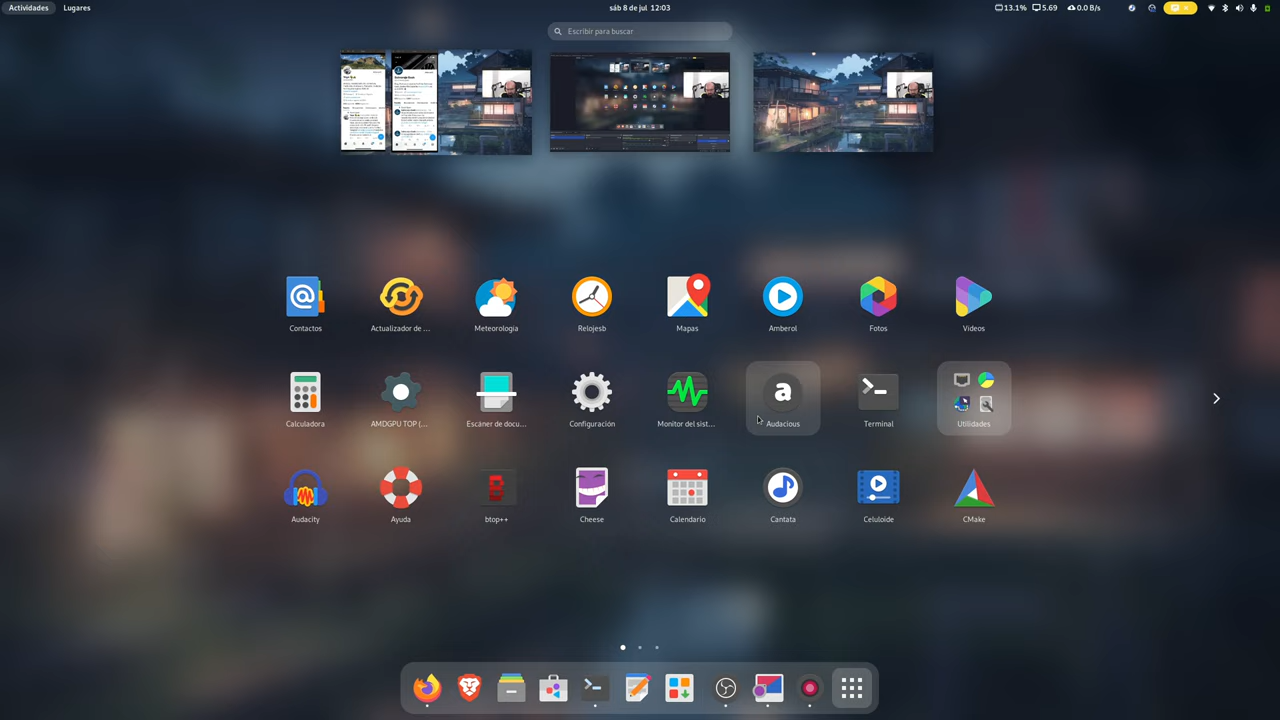 Actividades
Lugares
sáb 8 de jul 12:03
13.1%
5.69
0.0 B/s
Escribir para buscar
Contactos
Actualizador de ...
Meteorología
Relojesb
Mapas
Amberol
Fotos
Vídeos
Calculadora
AMDGPU TOP (...
Escáner de docu...
Configuración
Monitor del sist...
a
Audacious
Terminal
Utilidades
Audacity
Ayuda
btop++
Cheese
Calendario
Cantata
Celuloide
CMake